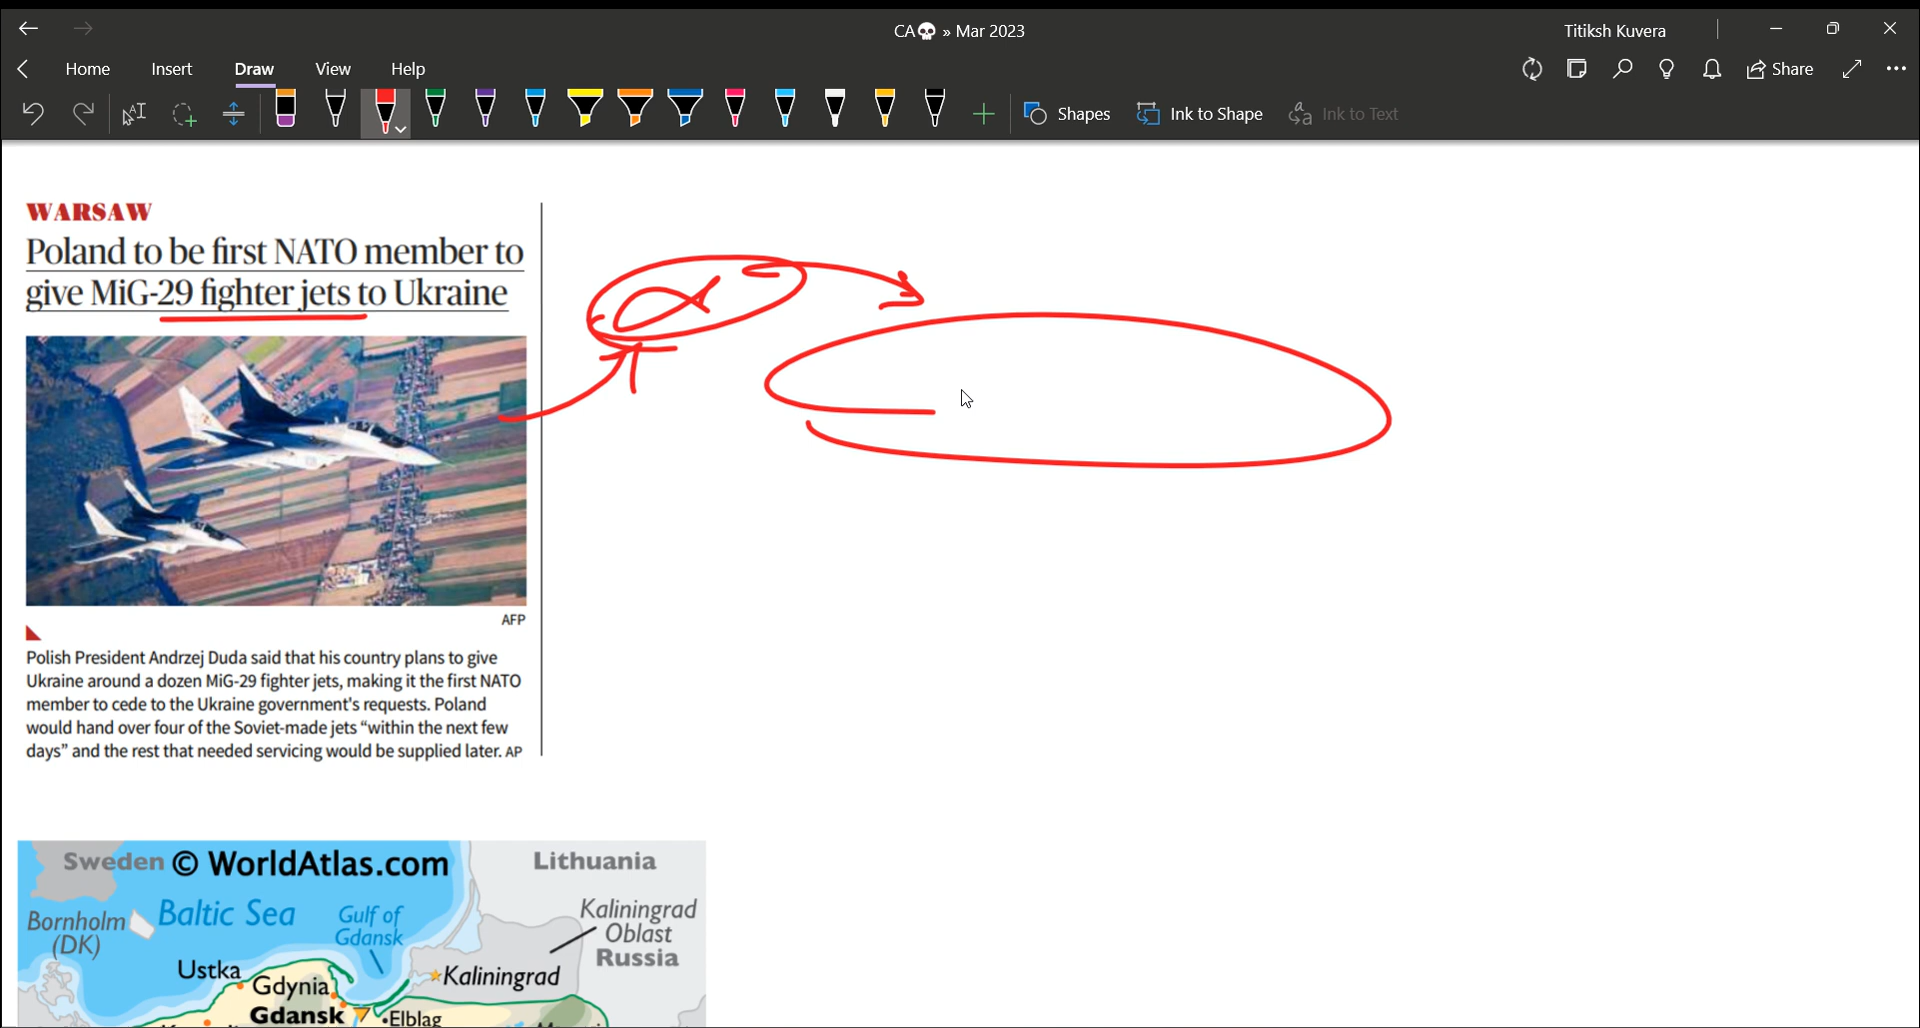 CA💀 » Mar 2023
Titiksh Kuvera
Home Insert Draw View Help
Share
Shapes Ink to Shape Ink to Text
WARSAW
Poland to be first NATO member to
give MiG-29 fighter jets to Ukraine
AFP
Polish President Andrzej Duda said that his country plans to give
Ukraine around a dozen MiG-29 fighter jets, making it the first NATO
member to cede to the Ukraine government's requests. Poland
would hand over four of the Soviet-made jets “within the next few
days” and the rest that needed servicing would be supplied later. AP
Sweden © WorldAtlas.com Lithuania
Bornholm
(DK)
Baltic Sea
Gulf of
Gdansk
Kaliningrad
Oblast
Russia
Ustka
Gdynia
Kaliningrad
Gdansk
Elblag